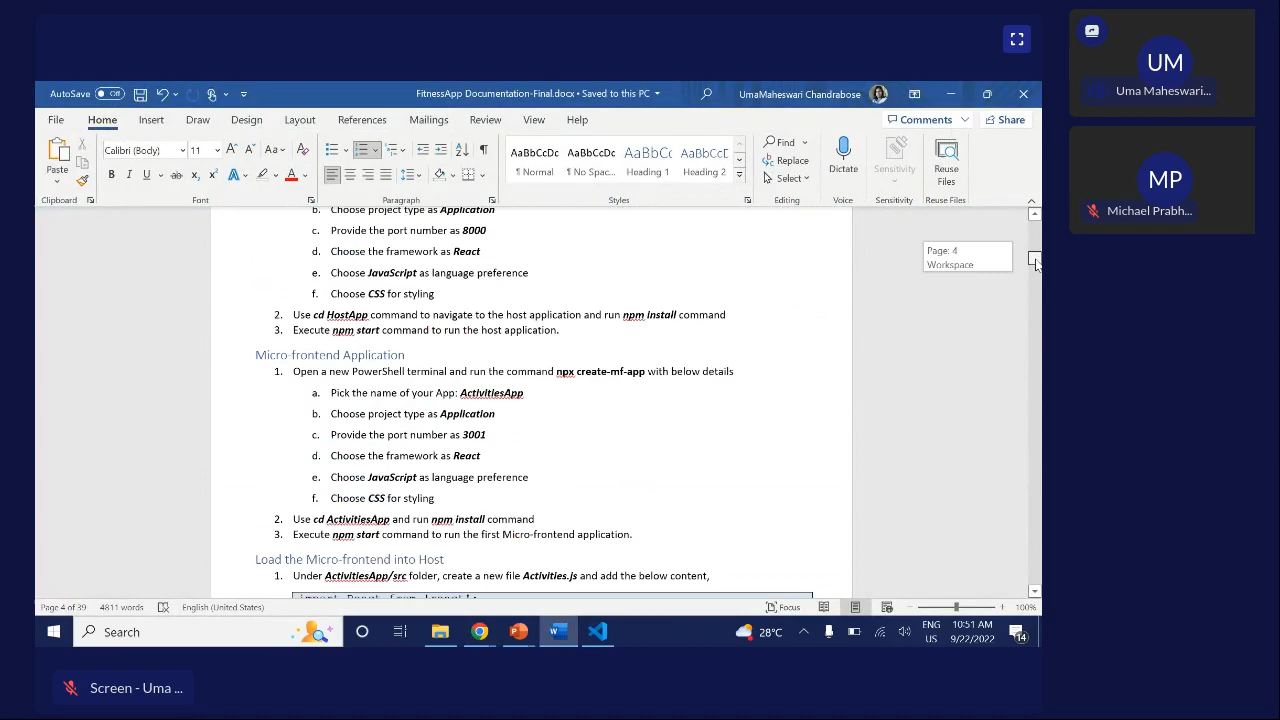 UM
Uma Maheswari...
MP
Michael Prabh...
AutoSave Off
FitnessApp Documentation-Final.docx • Saved to this PC
UmaMaheswari Chandrabose
File Home Insert Draw Design Layout References Mailings Review View Help
Comments Share
Paste
Calibri (Body) 11
AaBbCcDc AaBbCcDc AaBbCc AaBbCcD
¶ Normal ¶ No Spac... Heading 1 Heading 2
Find
Replace
Select
Dictate
Sensitivity
Reuse Files
Clipboard Font Paragraph Styles Editing Voice Sensitivity Reuse Files
b. Choose project type as Application
c. Provide the port number as 8000
d. Choose the framework as React
e. Choose JavaScript as language preference
f. Choose CSS for styling
2. Use cd HostApp command to navigate to the host application and run npm install command
3. Execute npm start command to run the host application.
Page: 4
Workspace
Micro-frontend Application
1. Open a new PowerShell terminal and run the command npx create-mf-app with below details
a. Pick the name of your App: ActivitiesApp
b. Choose project type as Application
c. Provide the port number as 3001
d. Choose the framework as React
e. Choose JavaScript as language preference
f. Choose CSS for styling
2. Use cd ActivitiesApp and run npm install command
3. Execute npm start command to run the first Micro-frontend application.
Load the Micro-frontend into Host
1. Under ActivitiesApp/src folder, create a new file Activities.js and add the below content,
import React from 'react';
Page 4 of 39 4811 words English (United States) Focus 100%
Search
28°C
ENG
US
10:51 AM
9/22/2022
14
Screen - Uma ...